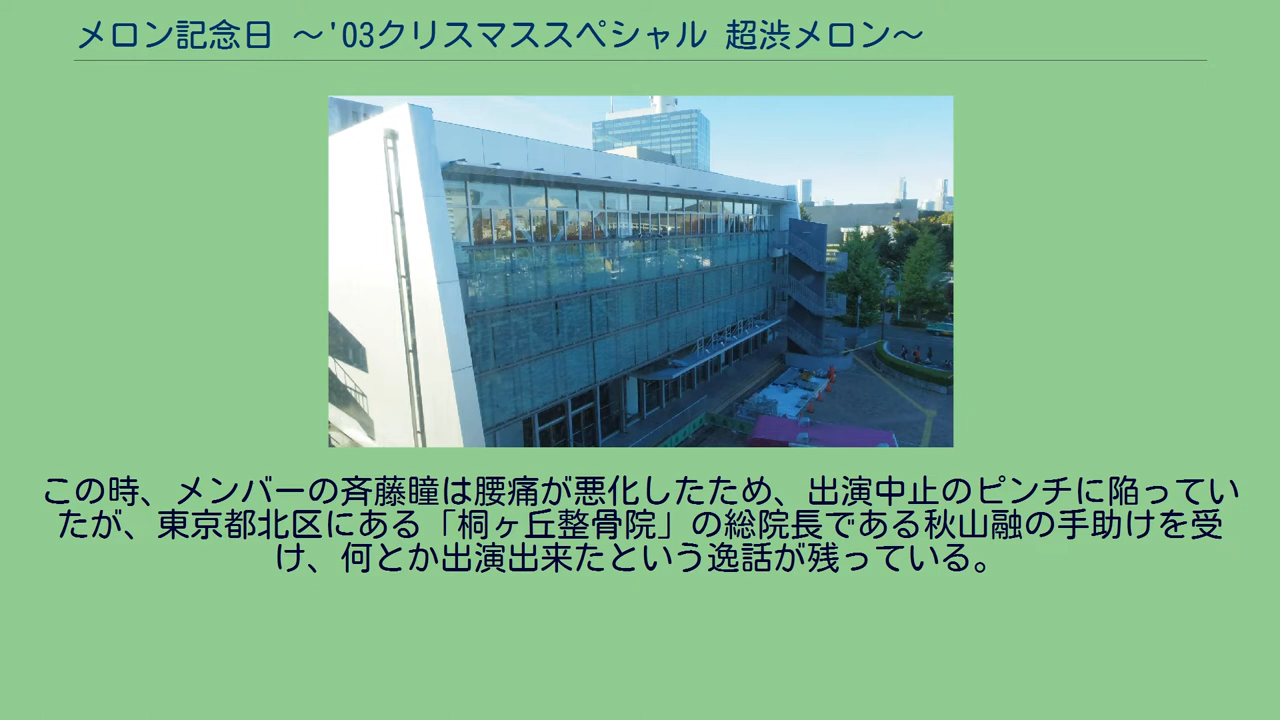 メロン記念日 ～'03クリスマススペシャル 超渋メロン～
この時、メンバーの斉藤瞳は腰痛が悪化したため、出演中止のピンチに陥ってい
たが、東京都北区にある「桐ヶ丘整骨院」の総院長である秋山融の手助けを受
け、何とか出演出来たという逸話が残っている。